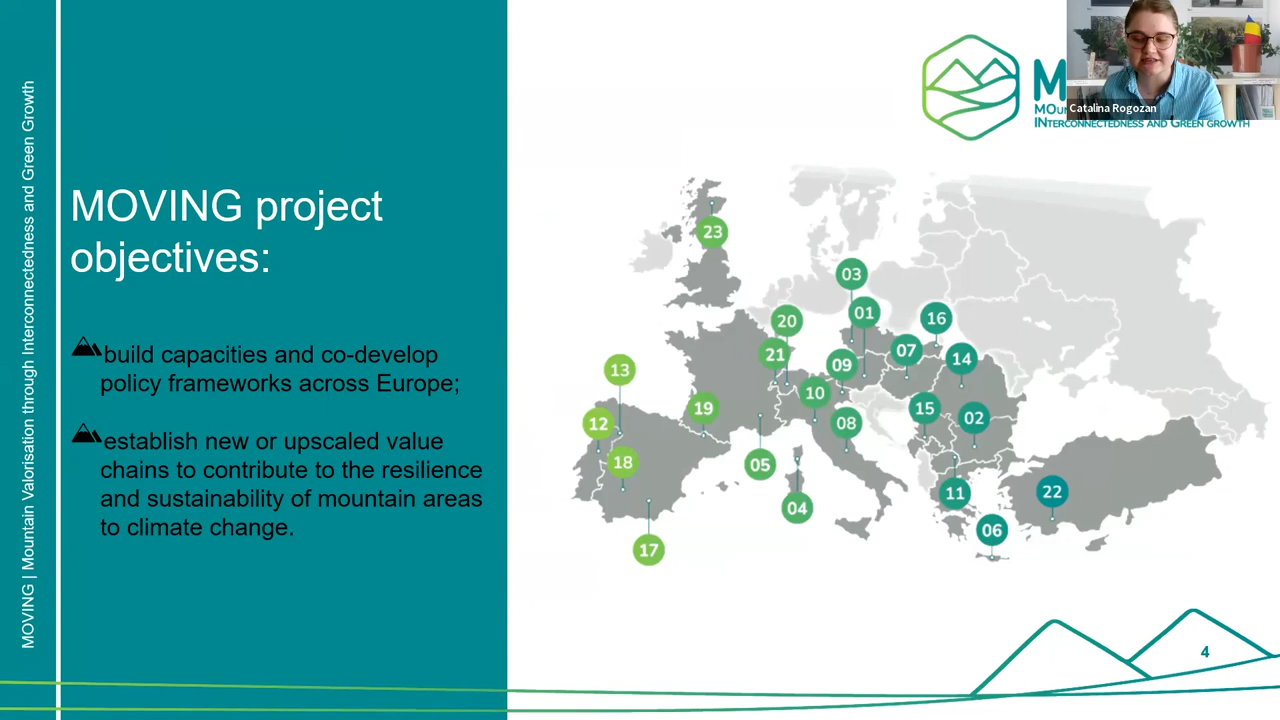 MOVING | Mountain Valorisation through Interconnectedness and Green Growth
MOVING project
objectives:
build capacities and co-develop
policy frameworks across Europe;
establish new or upscaled value
chains to contribute to the resilience
and sustainability of mountain areas
to climate change.
Catalina Rogozan
INTERCONNECTEDNESS AND GREEN GROWTH
23
03
01
20
16
21
09
07
14
13
10
19
15
02
12
08
18
05
11
22
04
06
17
4